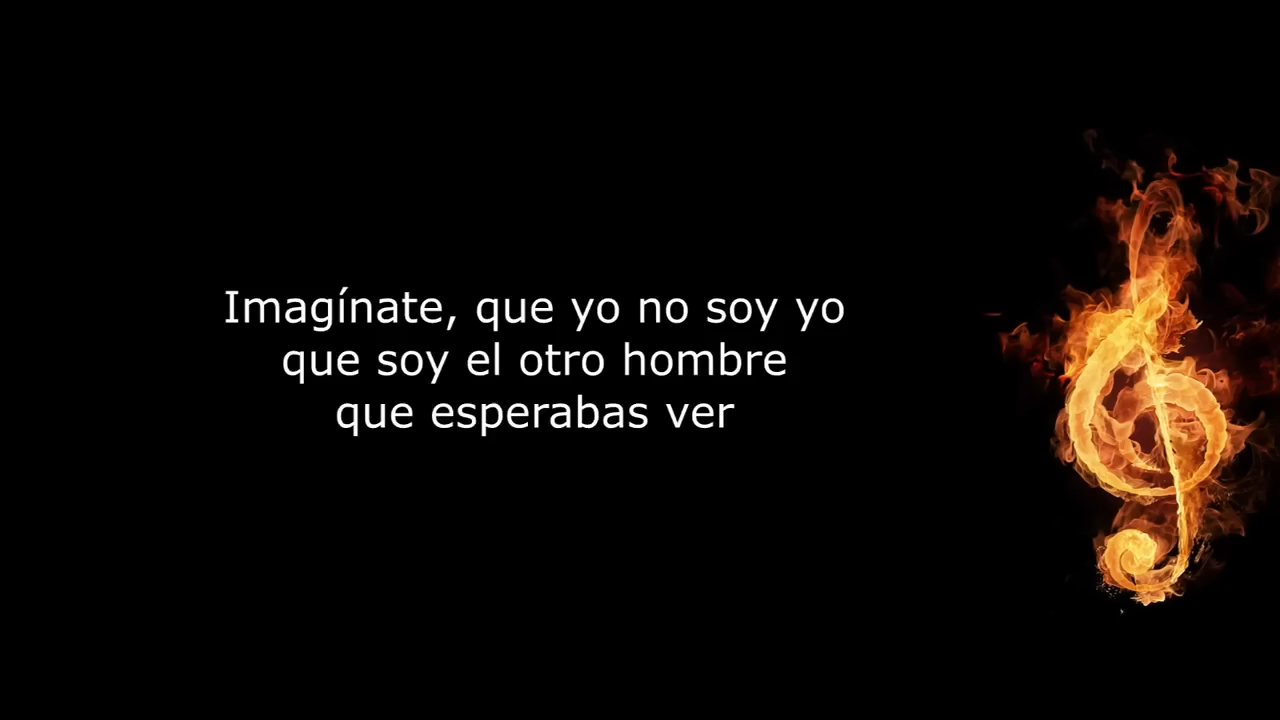 Imagínate, que yo no soy yo
que soy el otro hombre
que esperabas ver